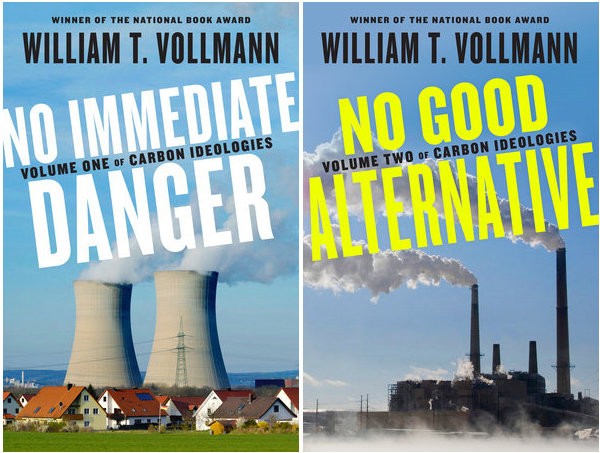 WINNER OF THE NATIONAL BOOK AWARD
WILLIAM T. VOLLMANN
NO IMMEDIATE
VOLUME ONE OF CARBON IDEOLOGIES
DANGER
WINNER OF THE NATIONAL BOOK AWARD
WILLIAM T. VOLLMANN
NO GOOD
VOLUME TWO OF CARBON IDEOLOGIES
ALTERNATIVE